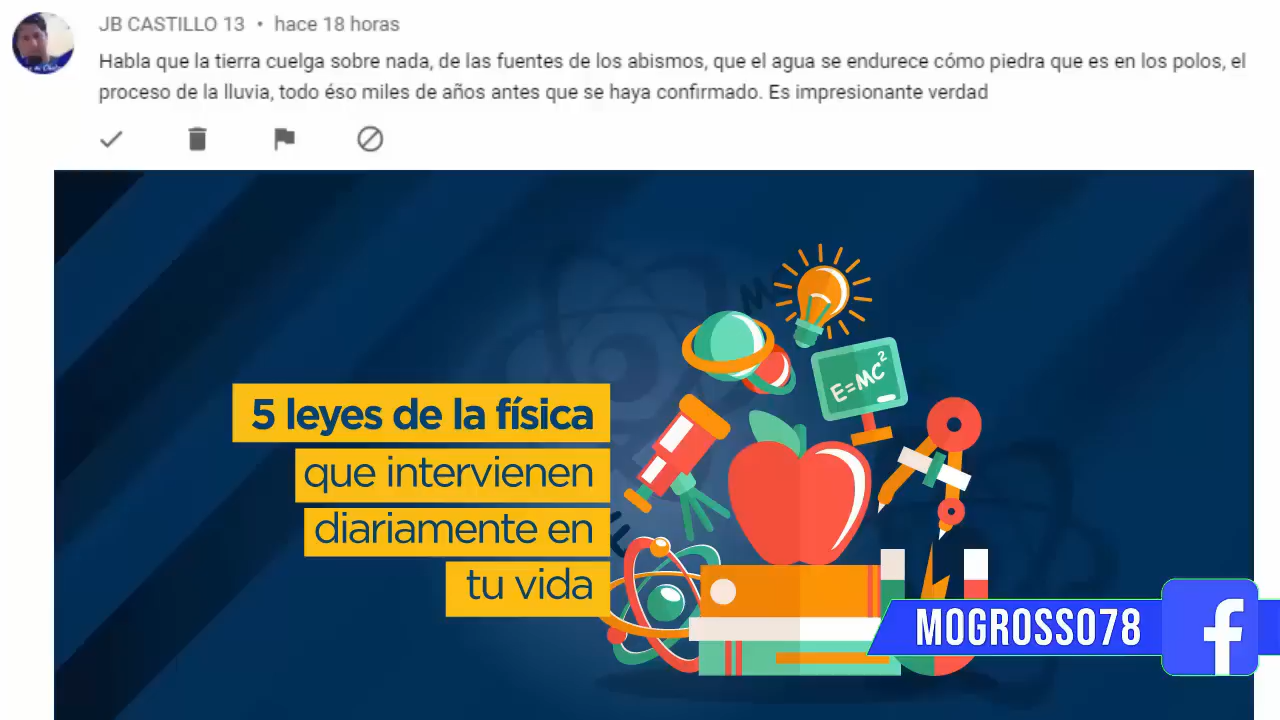 JB CASTILLO 13 • hace 18 horas
Habla que la tierra cuelga sobre nada, de las fuentes de los abismos, que el agua se endurece cómo piedra que es en los polos, el
proceso de la lluvia, todo éso miles de años antes que se haya confirmado. Es impresionante verdad
E=MC²
5 leyes de la física
que intervienen
diariamente en
tu vida
MOGROSSO78